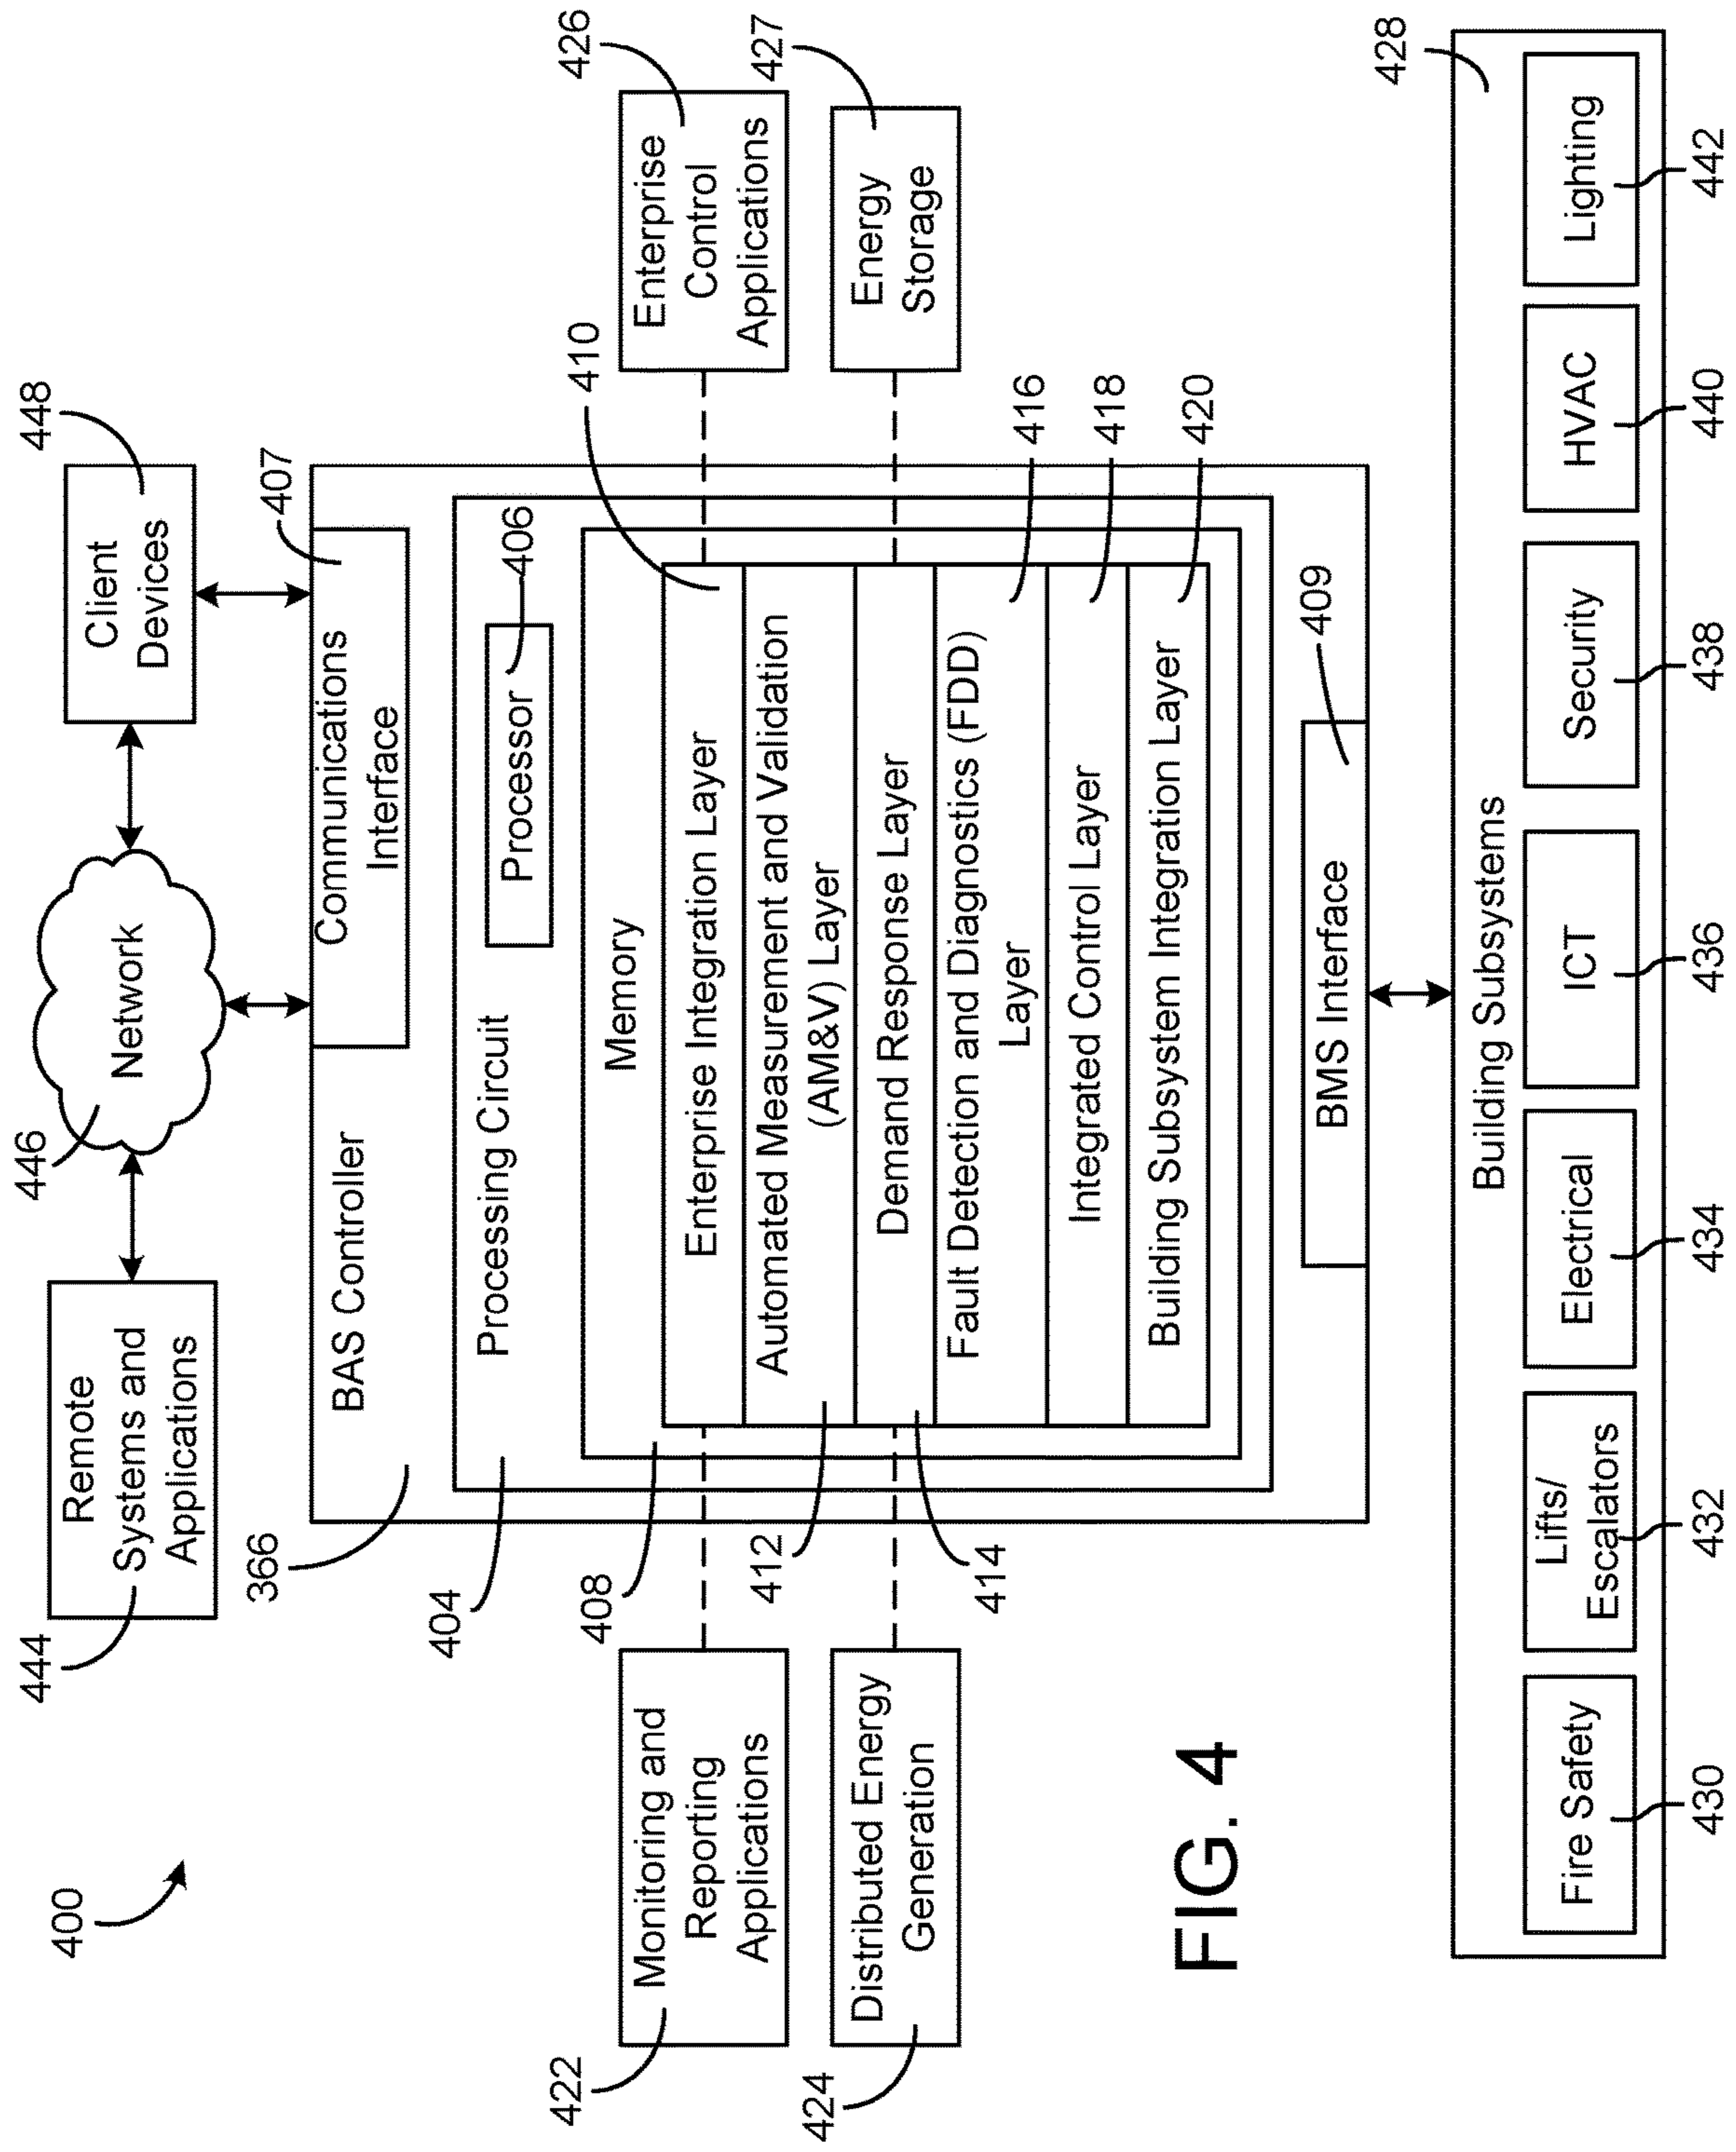 400
444
Remote
Systems and
Applications
446
Network
448
Client
Devices
366
BAS Controller
407
Communications
Interface
404
Processing Circuit
Processor
406
408
Memory
410
Enterprise Integration Layer
412
Automated Measurement and Validation
(AM&V) Layer
414
Demand Response Layer
Fault Detection and Diagnostics (FDD)
Layer
416
Integrated Control Layer
418
Building Subsystem Integration Layer
420
BMS Interface
409
422
Monitoring and
Reporting
Applications
424
Distributed Energy
Generation
426
Enterprise
Control
Applications
427
Energy
Storage
428
Building Subsystems
Fire Safety
Lifts/
Escalators
Electrical
ICT
Security
HVAC
Lighting
430
432
434
436
438
440
442
FIG. 4